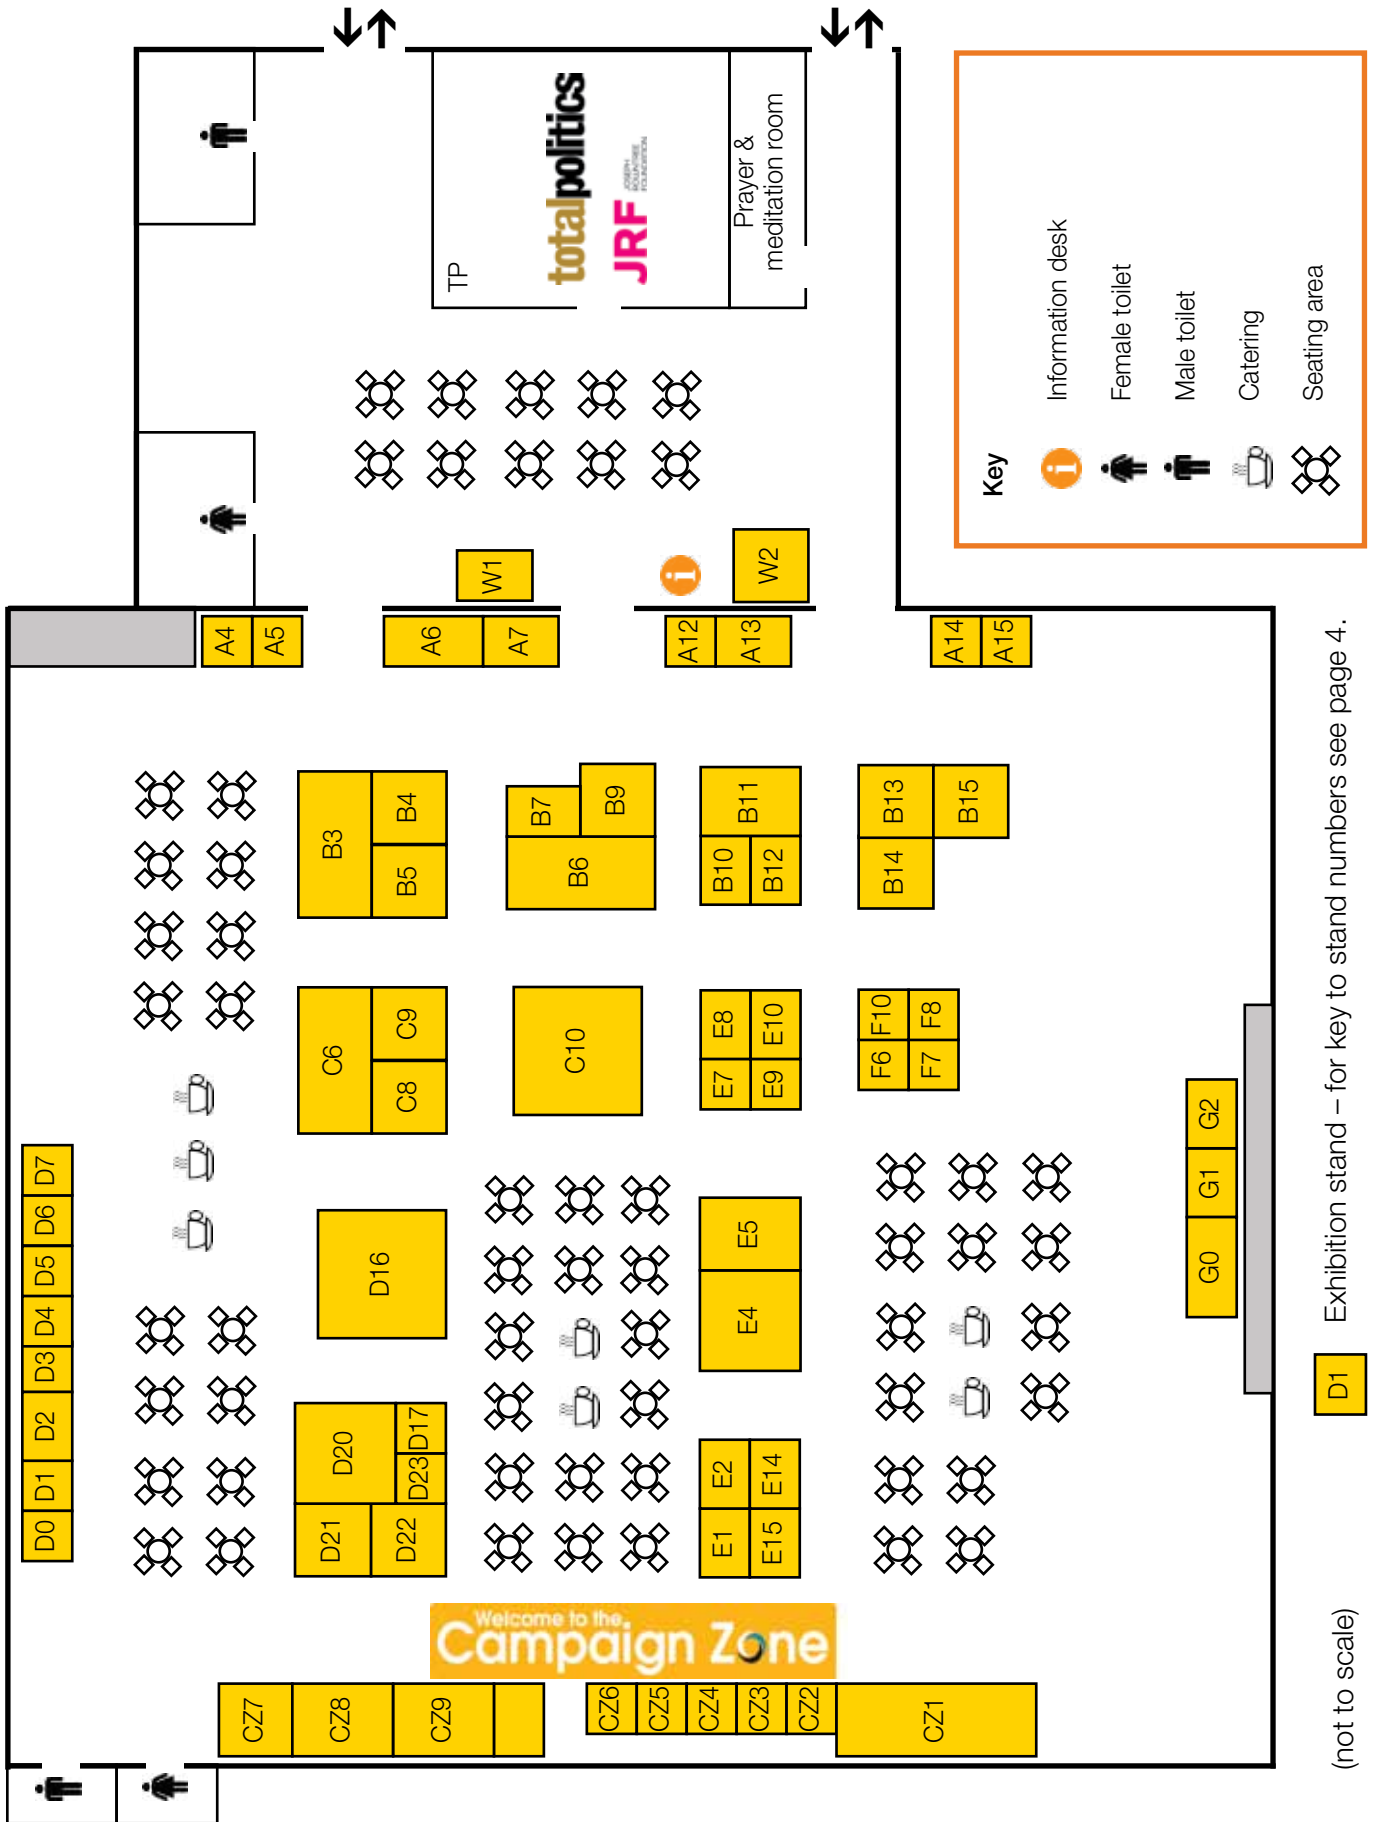 totalpolitics
JRF
JOSEPH
ROWNTREE
FOUNDATION
TP
Prayer &
meditation room
Key
Information desk
Female toilet
Male toilet
Catering
Seating area
W1
W2
A4
A5
A6
A7
A12
A13
A14
A15
B3
B4
B5
B7
B9
B6
B11
B10
B12
B13
B15
B14
C6
C9
C8
C10
E8
E10
E7
E9
F10
F8
F6
F7
D7
D6
D5
D4
D3
D2
D1
D0
D16
E5
E4
G2
G1
G0
D20
D17
D23
D21
D22
E2
E14
E1
E15
Welcome to the
Campaign Zone
CZ7
CZ8
CZ9
CZ6
CZ5
CZ4
CZ3
CZ2
CZ1
D1 Exhibition stand – for key to stand numbers see page 4.
(not to scale)